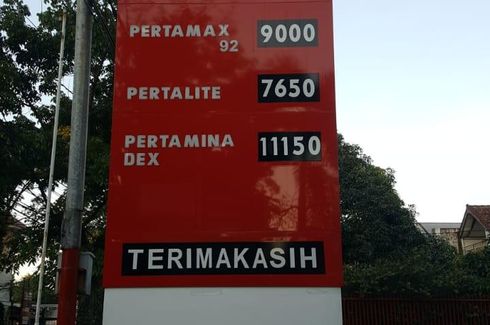 PERTAMAX 9000
92
PERTALITE 7650
PERTAMINA 11150
DEX
TERIMAKASIH